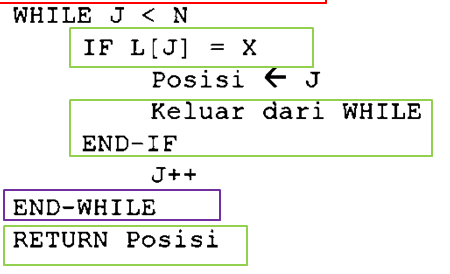 WHILE J < N
IF L[J] = X
Posisi ← J
Keluar dari WHILE
END-IF
J++
END-WHILE
RETURN Posisi